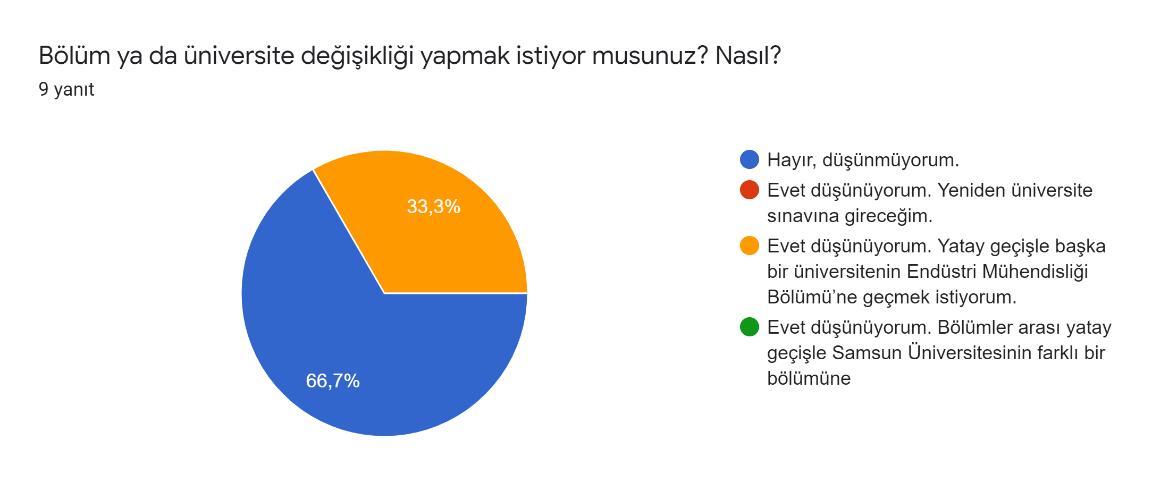 Bölüm ya da üniversite değişikliği yapmak istiyor musunuz? Nasıl?
9 yanıt
33,3%
66,7%
Hayır, düşünmüyorum.
Evet düşünüyorum. Yeniden üniversite
sınavına gireceğim.
Evet düşünüyorum. Yatay geçişle başka
bir üniversitenin Endüstri Mühendisliği
Bölümü’ne geçmek istiyorum.
Evet düşünüyorum. Bölümler arası yatay
geçişle Samsun Üniversitesinin farklı bir
bölümüne